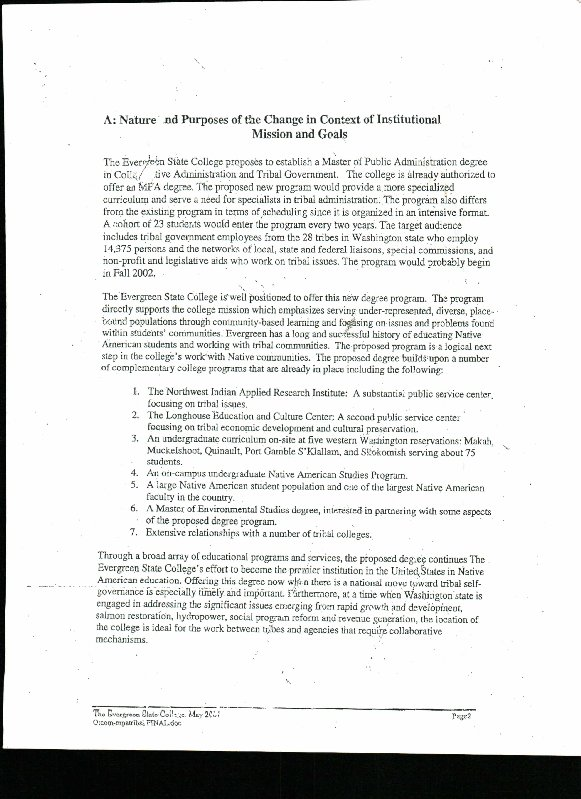 A: Nature nd Purposes of the Change in Context of Institutional
Mission and Goals
The Evergreen State College proposes to establish a Master of Public Administration degree
in tive Administration and Tribal Government. The college is already authorized to
offer an MPA degree. The proposed new program would provide a more specialized
curriculum and serve a need for specialists in tribal administration. The program also differs
from the existing program in terms of scheduling since it is organized in an intensive format.
A cohort of 23 students would enter the program every two years. The target audience
includes tribal government employees from the 28 tribes in Washington state who employ
14,375 persons and the networks of local, state and federal liaisons, special commissions, and
non-profit and legislative aids who work on tribal issues. The program would probably begin
in Fall 2002.
The Evergreen State College is well positioned to offer this new degree program. The program
directly supports the college mission which emphasizes serving under-represented, diverse, place-
bound populations through community-based learning and focusing on issues and problems found
within students' communities. Evergreen has a long and successful history of educating Native
American students and working with tribal communities. The proposed program is a logical next
step in the college's work with Native communities. The proposed degree builds upon a number
of complementary college programs that are already in place including the following:
1. The Northwest Indian Applied Research Institute: A substantial public service center,
focusing on tribal issues.
2. The Longhouse Education and Culture Center: A second public service center
focusing on tribal economic development and cultural preservation.
3. An undergraduate curriculum on-site at five western Washington reservations: Makah,
Muckelshoot, Quinault, Port Gamble S'Klallam, and Skokomish serving about 75
students.
4. An on-campus undergraduate Native American Studies Program.
5. A large Native American student population and one of the largest Native American
faculty in the country.
6. A Master of Environmental Studies degree, interested in partnering with some aspects
of the proposed degree program.
7. Extensive relationships with a number of tribal colleges.
Through a broad array of educational programs and services, the proposed degree continues The
Evergreen State College's effort to become the premier institution in the United States in Native
American education. Offering this degree now when there is a national move toward tribal self-
governance is especially timely and important. Furthermore, at a time when Washington state is
engaged in addressing the significant issues emerging from rapid growth and development,
salmon restoration, hydropower, social program reform and revenue generation, the location of
the college is ideal for the work between tribes and agencies that require collaborative
mechanisms.
The Evergreen State College, May
Page2